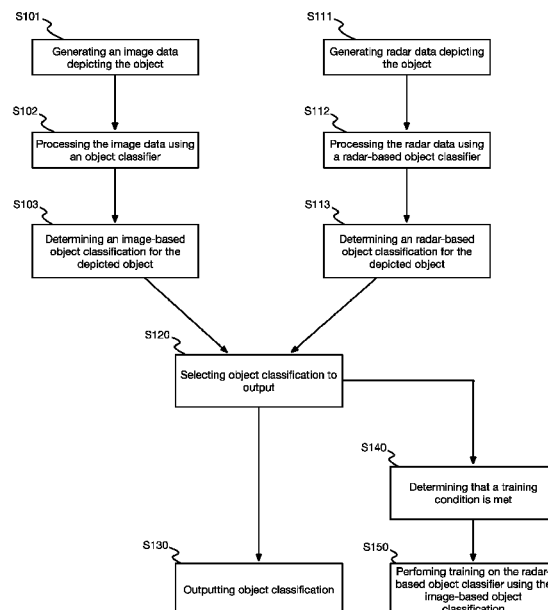 S101
Generating an image data
depicting the object
S111
Generating radar data depicting
the object
S102
Processing the image data using
an object classifier
S112
Processing the radar data using
a radar-based object classifier
S103
Determining an image-based
object classification for the
depicted object
S113
Determining an radar-based
object classification for the
depicted object
S120
Selecting object classification to
output
S140
Determining that a training
condition is met
S130
Outputting object classification
S150
Perfoming training on the radar-
based object classifier using the
image-based object
classification